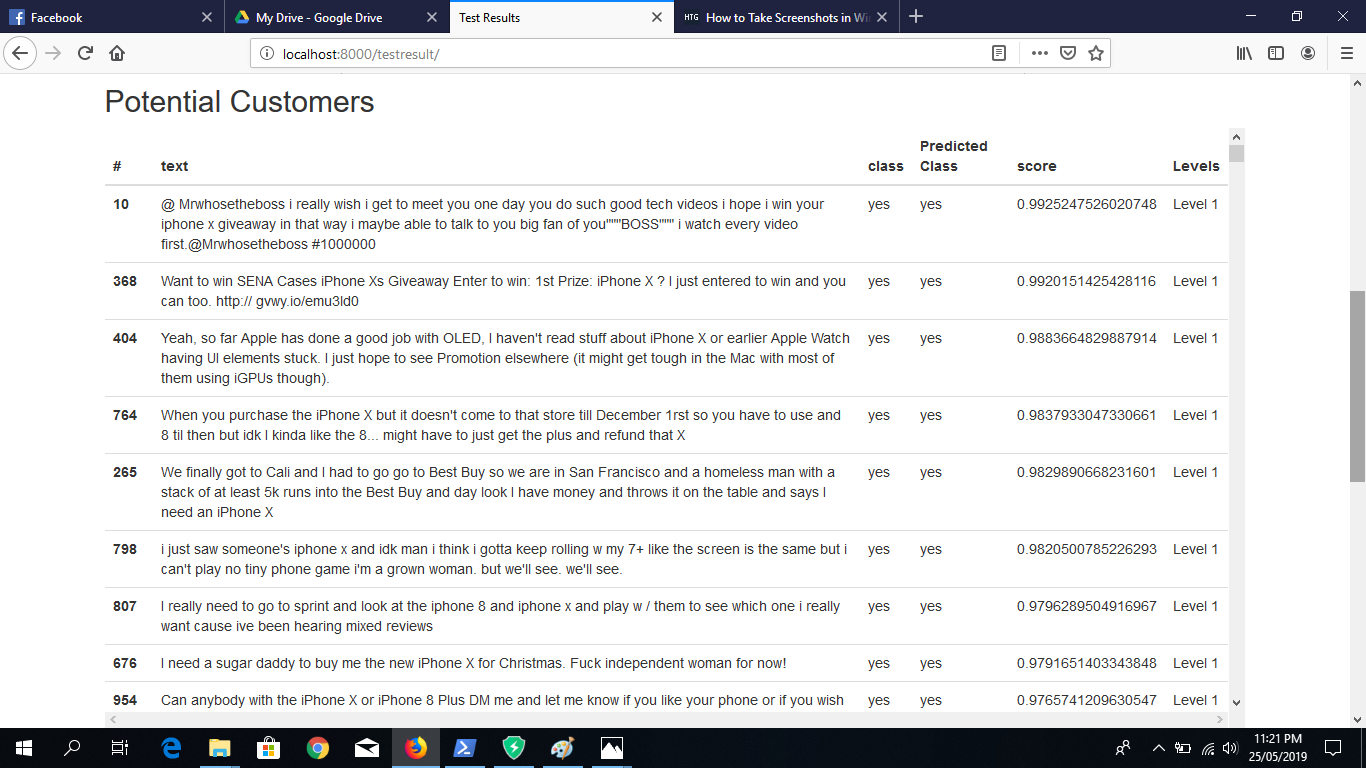 Facebook
My Drive - Google Drive
Test Results
HTG How to Take Screenshots in Wi
localhost:8000/testresult/
Potential Customers
# text class Predicted Class score Levels
10 @ Mrwhosetheboss i really wish i get to meet you one day you do such good tech videos i hope i win your yes yes 0.9925247526020748 Level 1
iphone x giveaway in that way i maybe able to talk to you big fan of you""""BOSS"""" i watch every video
first.@Mrwhosetheboss #1000000
368 Want to win SENA Cases iPhone Xs Giveaway Enter to win: 1st Prize: iPhone X ? I just entered to win and you yes yes 0.9920151425428116 Level 1
can too. http:// gvwy.io/emu3ld0
404 Yeah, so far Apple has done a good job with OLED, I haven't read stuff about iPhone X or earlier Apple Watch yes yes 0.9883664829887914 Level 1
having UI elements stuck. I just hope to see Promotion elsewhere (it might get tough in the Mac with most of
them using iGPUs though).
764 When you purchase the iPhone X but it doesn't come to that store till December 1rst so you have to use and yes yes 0.9837933047330661 Level 1
8 til then but idk I kinda like the 8... might have to just get the plus and refund that X
265 We finally got to Cali and I had to go go to Best Buy so we are in San Francisco and a homeless man with a yes yes 0.9829890668231601 Level 1
stack of at least 5k runs into the Best Buy and day look I have money and throws it on the table and says I
need an iPhone X
798 i just saw someone's iphone x and idk man i think i gotta keep rolling w my 7+ like the screen is the same but i yes yes 0.9820500785226293 Level 1
can't play no tiny phone game i'm a grown woman. but we'll see. we'll see.
807 I really need to go to sprint and look at the iphone 8 and iphone x and play w / them to see which one i really yes yes 0.9796289504916967 Level 1
want cause ive been hearing mixed reviews
676 I need a sugar daddy to buy me the new iPhone X for Christmas. Fuck independent woman for now! yes yes 0.9791651403343848 Level 1
954 Can anybody with the iPhone X or iPhone 8 Plus DM me and let me know if you like your phone or if you wish yes yes 0.9765741209630547 Level 1
11:21 PM
25/05/2019